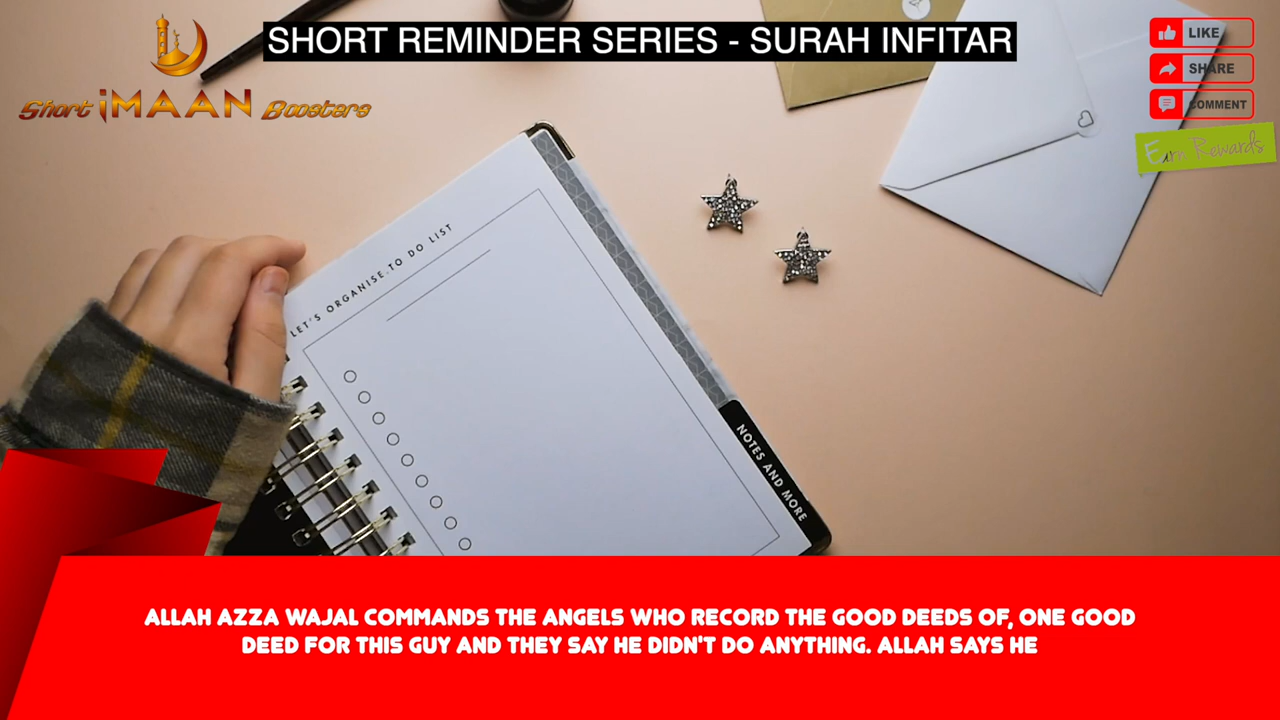 SHORT REMINDER SERIES - SURAH INFITAR
Short iMAAN Boosters
LIKE
SHARE
COMMENT
Earn Rewards
LET'S ORGANISE.TO DO LIST
NOTES AND MORE
ALLAH AZZA WAJAL COMMANDS THE ANGELS WHO RECORD THE GOOD DEEDS OF, ONE GOOD
DEED FOR THIS GUY AND THEY SAY HE DIDN'T DO ANYTHING. ALLAH SAYS HE